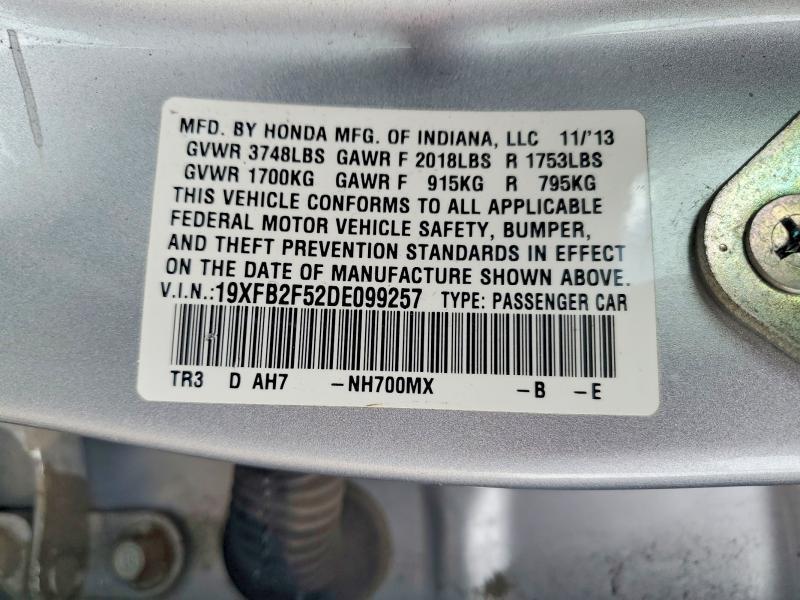 MFD. BY HONDA MFG. OF INDIANA, LLC 11/'13
GVWR 3748LBS GAWR F 2018LBS R 1753LBS
GVWR 1700KG GAWR F 915KG R 795KG
THIS VEHICLE CONFORMS TO ALL APPLICABLE
FEDERAL MOTOR VEHICLE SAFETY, BUMPER,
AND THEFT PREVENTION STANDARDS IN EFFECT
ON THE DATE OF MANUFACTURE SHOWN ABOVE.
V.I.N.:19XFB2F52DE099257 TYPE: PASSENGER CAR
TR3 D AH7 -NH700MX -B -E